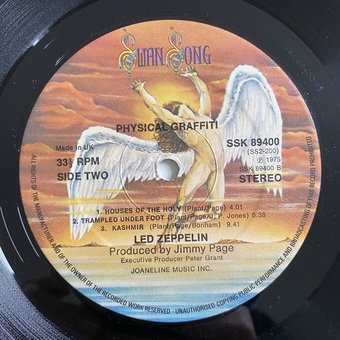 SWAN SONG
PHYSICAL GRAFFITI
Made in UK
33⅓ RPM
SIDE TWO
SSK 89400
(SS2-200)
℗ 1975
SSK 89400 B
STEREO
1. HOUSES OF THE HOLY (Plant/Page) 4:01
2. TRAMPLED UNDER FOOT (Plant/Page/J. P. Jones) 5:38
3. KASHMIR (Plant/Page/Bonham) 9.41
LED ZEPPELIN
Produced by Jimmy Page
Executive Producer Peter Grant
JOANELINE MUSIC INC.
ALL RIGHTS OF THE MANUFACTURER AND OF THE OWNER OF THE RECORDED WORK RESERVED UNAUTHORISED COPYING PUBLIC PERFORMANCE AND BROADCASTING OF THIS RECORD PROHIBITED